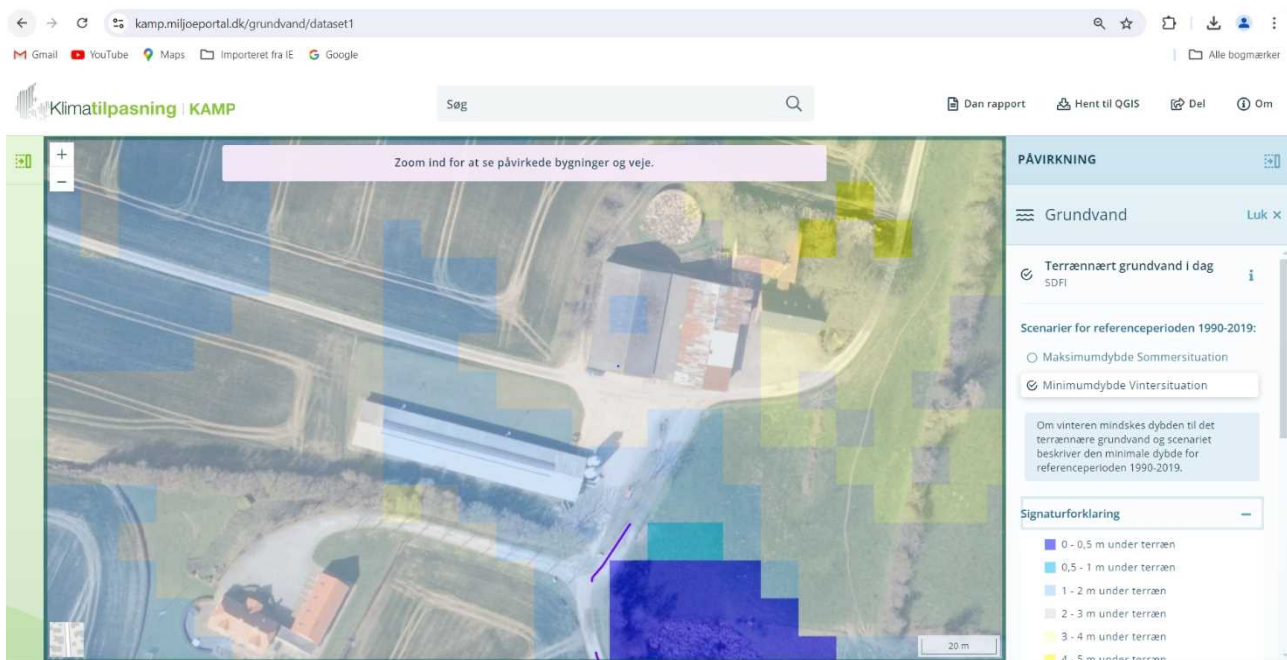 kamp.miljoeportal.dk/grundvand/dataset1
Gmail YouTube Maps Importeret fra IE Google Alle bogmærker
Klimatilpasning | KAMP Søg Dan rapport Hent til QGIS Del Om
Zoom ind for at se påvirkede bygninger og veje.
+
−
20 m
PÅVIRKNING
Grundvand Luk ×
Terrænnært grundvand i dag
SDFI
Scenarier for referenceperioden 1990-2019:
Maksimumdybde Sommersituation
Minimumdybde Vintersituation
Om vinteren mindskes dybden til det
terrænnære grundvand og scenariet
beskriver den minimale dybde for
referenceperioden 1990-2019.
Signaturforklaring −
0 - 0,5 m under terræn
0,5 - 1 m under terræn
1 - 2 m under terræn
2 - 3 m under terræn
3 - 4 m under terræn
4 - 5 m under terræn